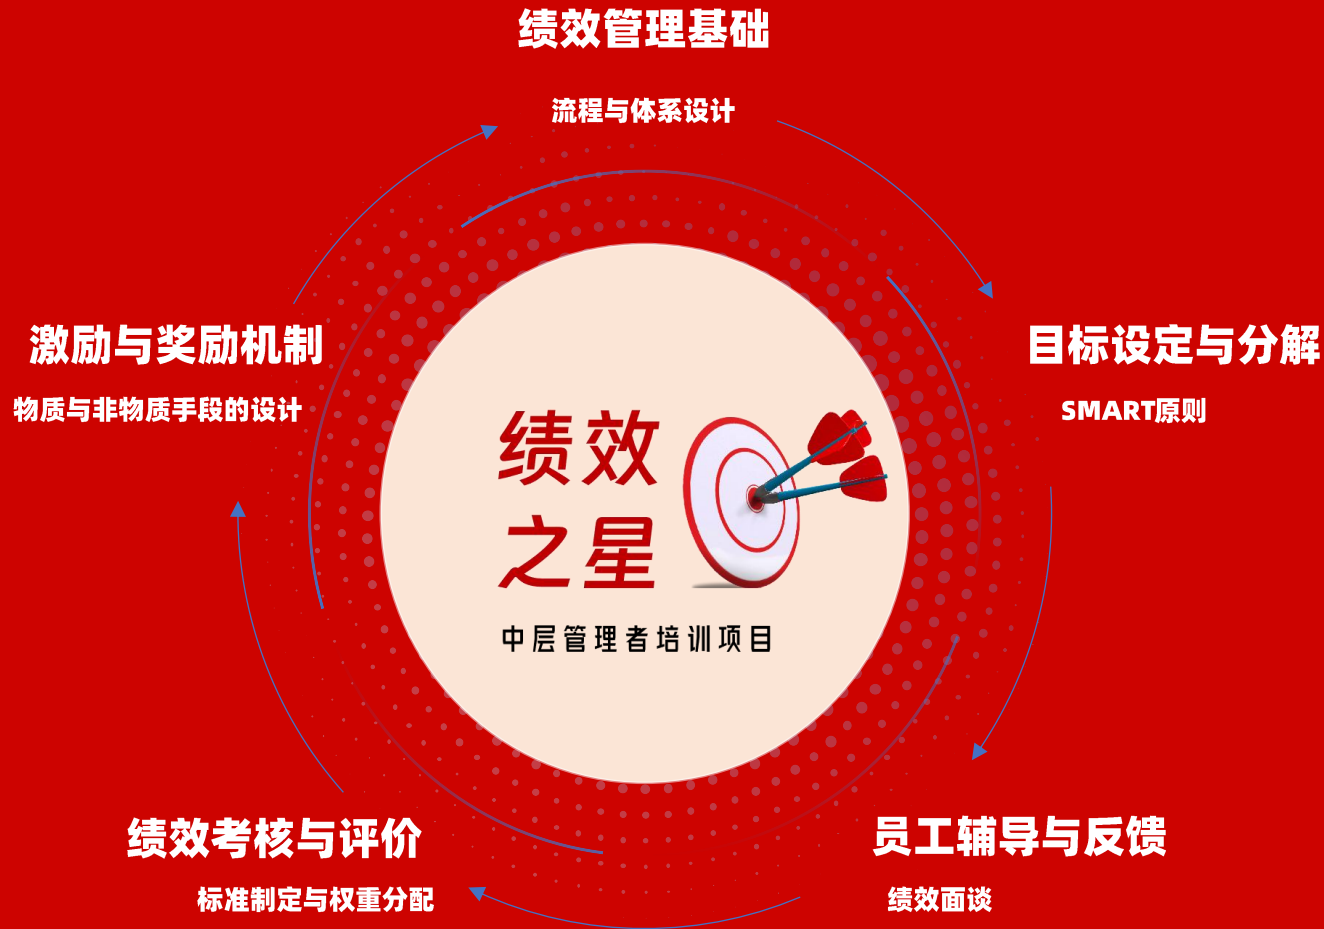 绩效管理基础
流程与体系设计
激励与奖励机制
物质与非物质手段的设计
目标设定与分解
SMART原则
绩效
之星
中层管理者培训项目
绩效考核与评价
标准制定与权重分配
员工辅导与反馈
绩效面谈